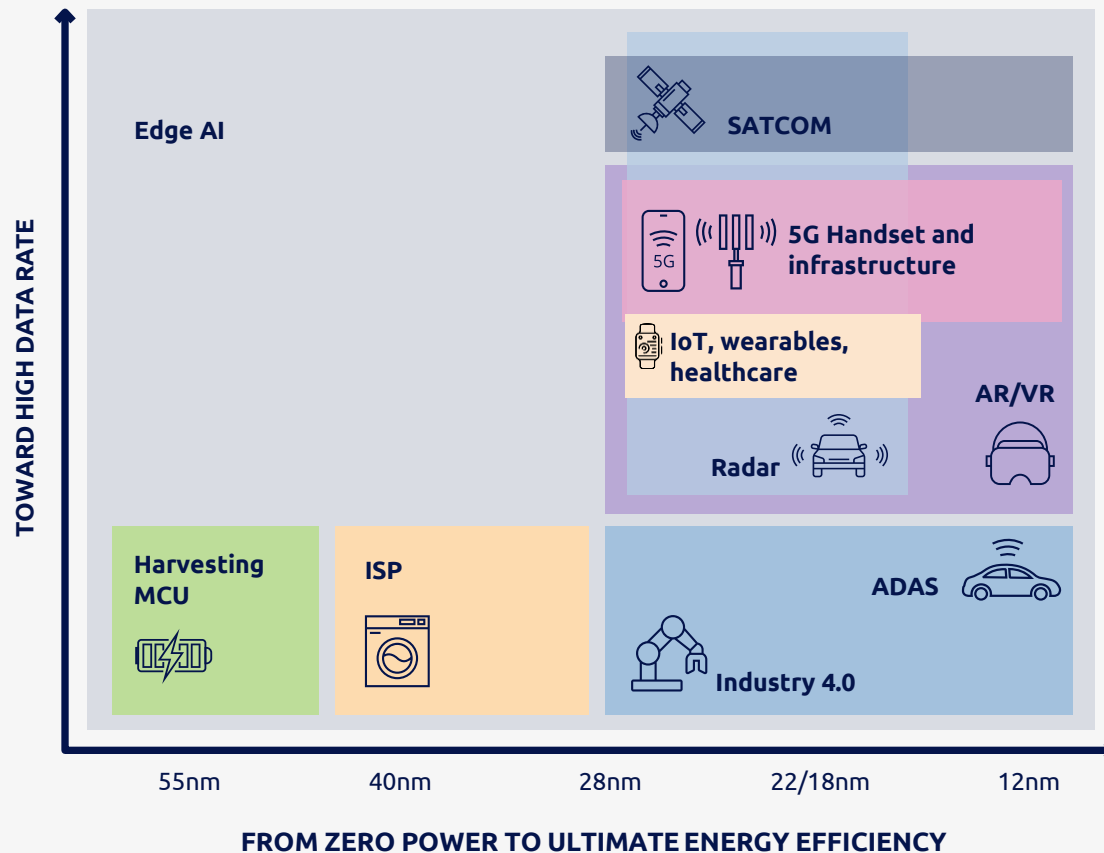 TOWARD HIGH DATA RATE
Edge AI
SATCOM
5G
5G Handset and
infrastructure
IoT, wearables,
healthcare
AR/VR
Radar
Harvesting
MCU
ISP
ADAS
Industry 4.0
55nm
40nm
28nm
22/18nm
12nm
FROM ZERO POWER TO ULTIMATE ENERGY EFFICIENCY